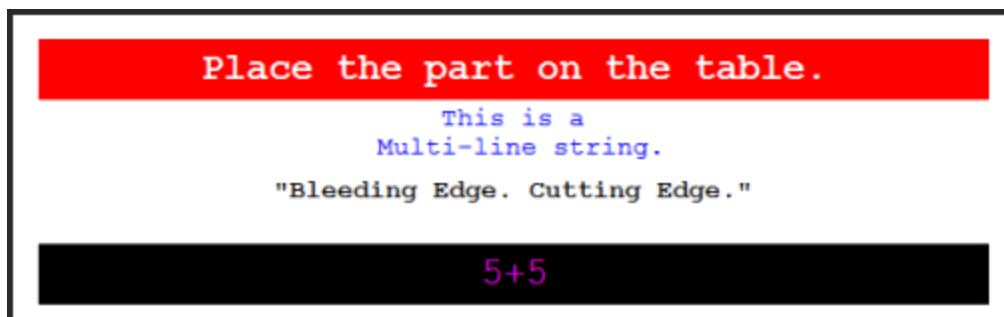 Place the part on the table.
This is a
Multi-line string.
"Bleeding Edge. Cutting Edge."
5+5